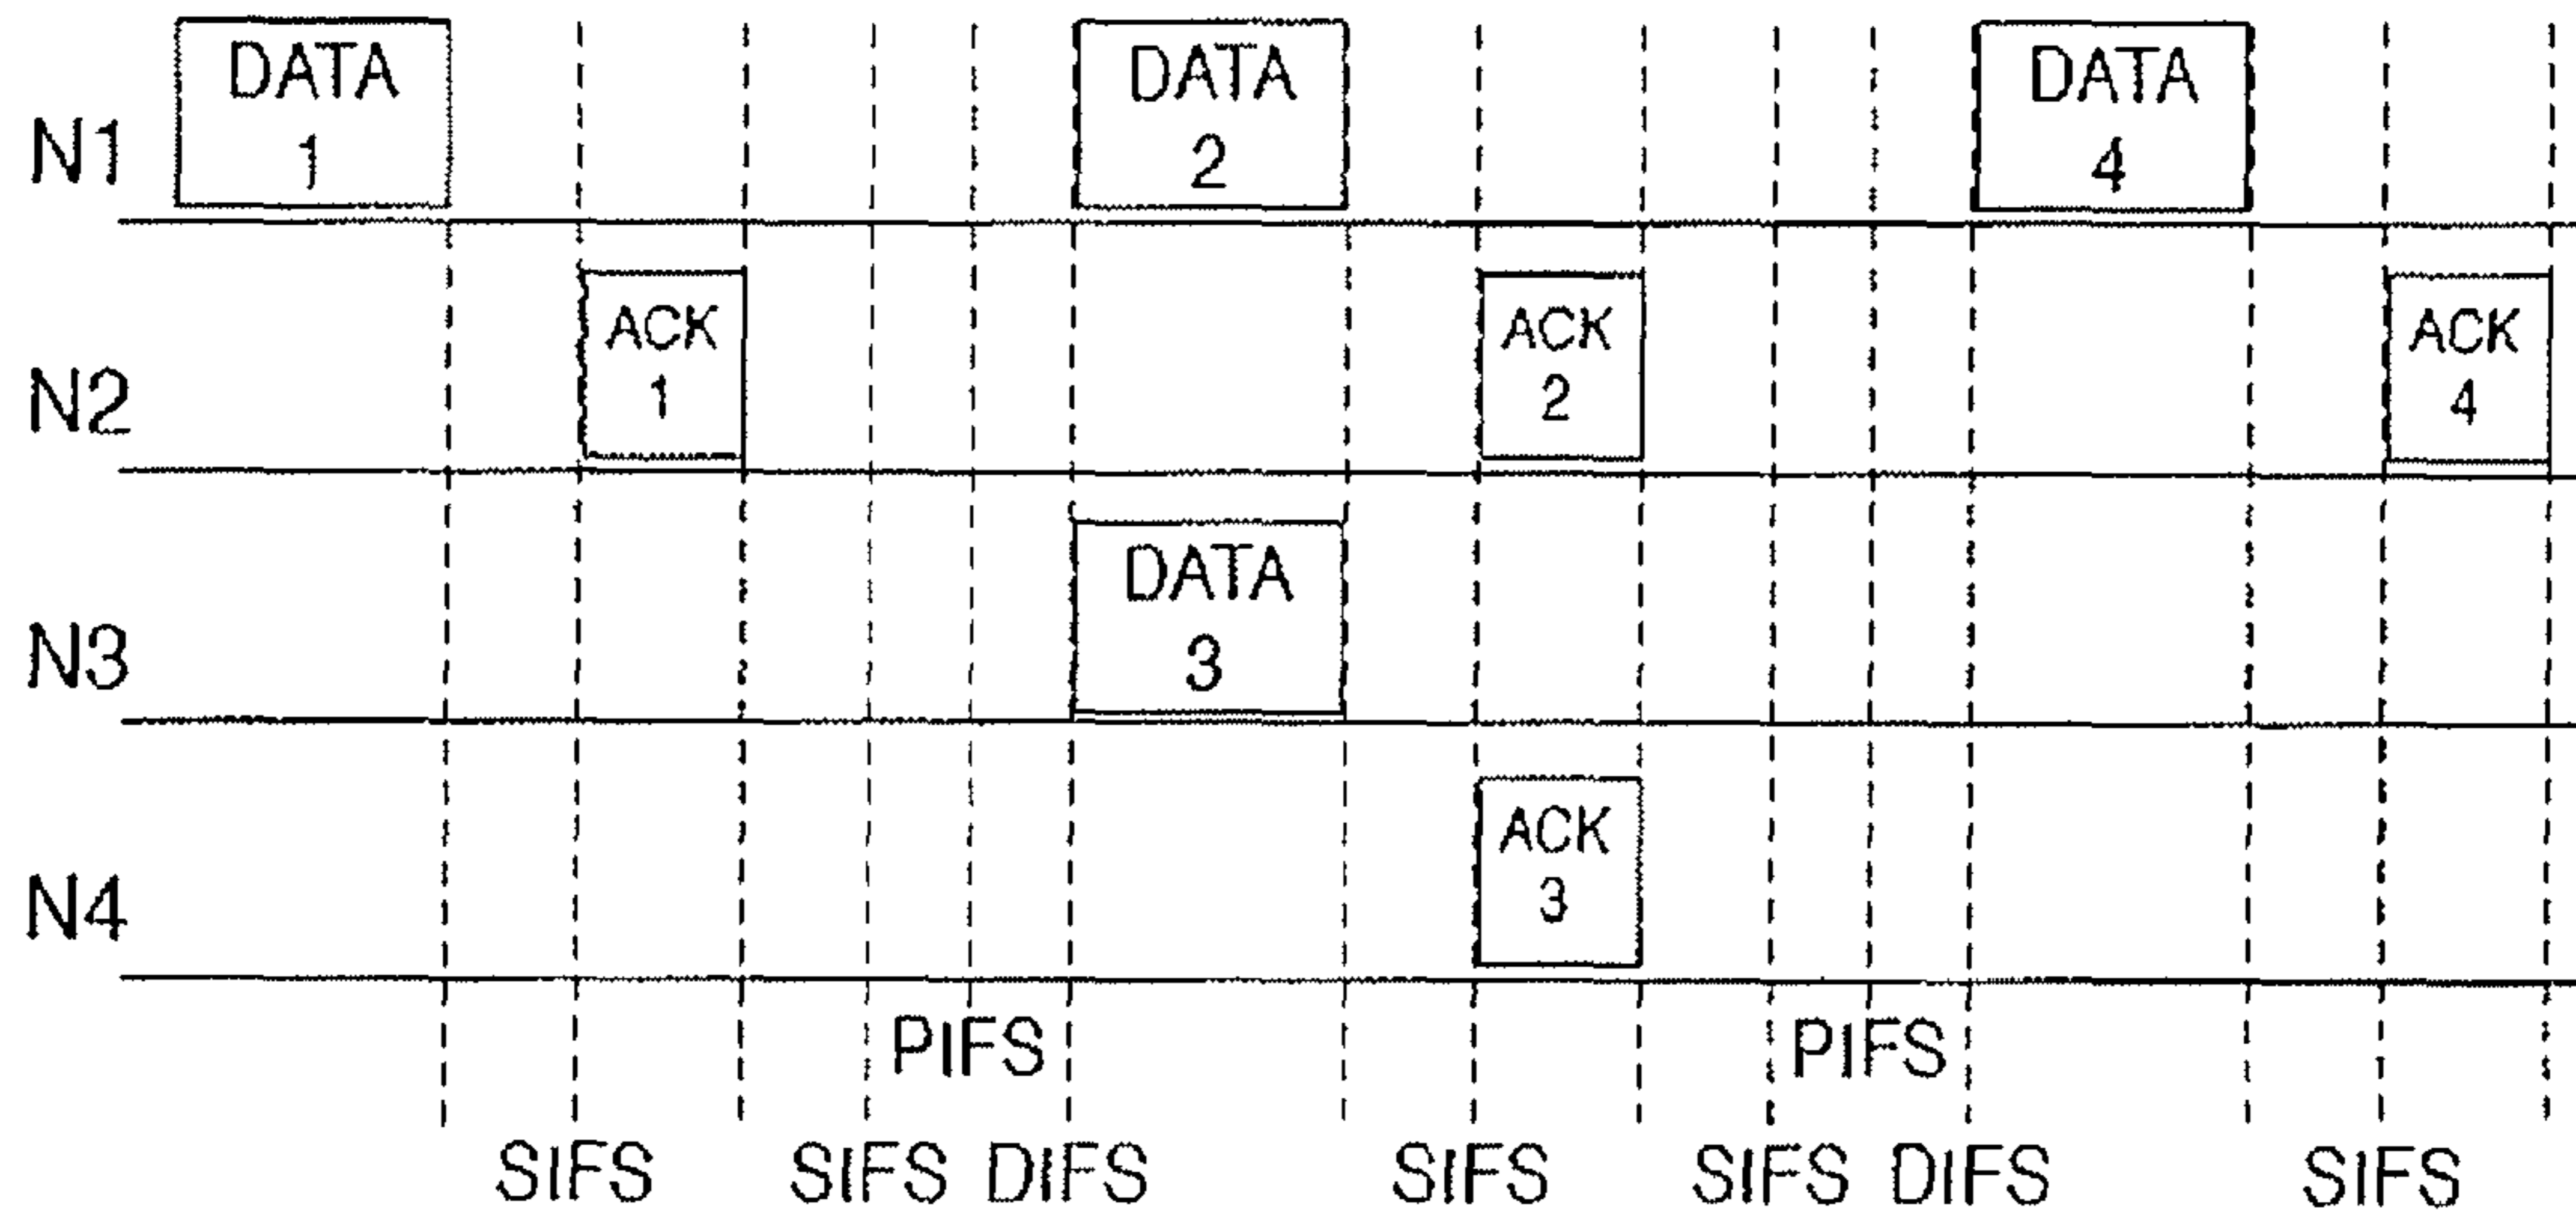 DATA
1
DATA
2
DATA
4
N1
ACK
1
ACK
2
ACK
4
N2
DATA
3
N3
ACK
3
N4
PIFS
PIFS
SIFS
SIFS
DIFS
SIFS
SIFS
DIFS
SIFS